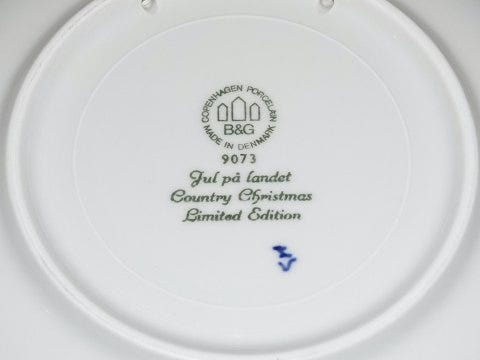 COPENHAGEN PORCELAIN
B&G
MADE IN DENMARK
9073
Jul på landet
Country Christmas
Limited Edition